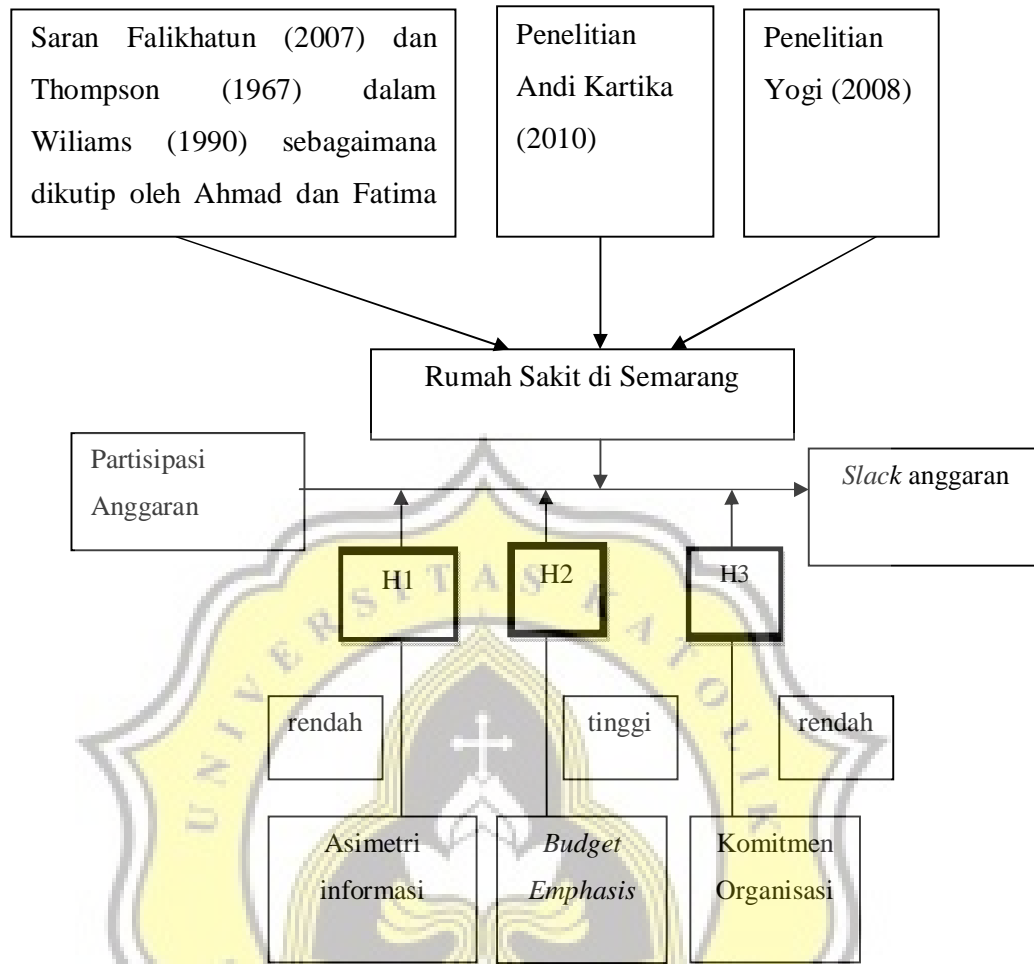 Saran Falikhatun (2007) dan
Thompson (1967) dalam
Wiliams (1990) sebagaimana
dikutip oleh Ahmad dan Fatima
Penelitian
Andi Kartika
(2010)
Penelitian
Yogi (2008)
Rumah Sakit di Semarang
Partisipasi
Anggaran
Slack anggaran
H1
H2
H3
UNIVERSITAS KATOLIK
rendah
tinggi
rendah
Asimetri
informasi
Budget
Emphasis
Komitmen
Organisasi